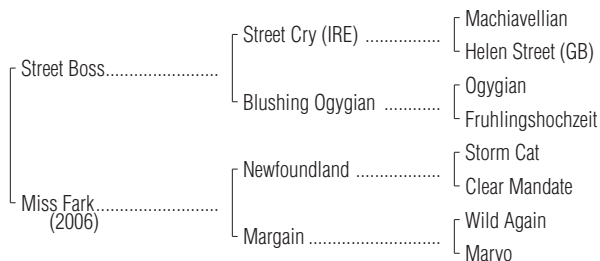 Machiavellian
Street Cry (IRE) ..................
Helen Street (GB)
Street Boss...........................
Ogygian
Blushing Ogygian ..............
Fruhlingshochzeit
Storm Cat
Newfoundland ....................
Clear Mandate
Miss Fark.............................
(2006)
Wild Again
Margain ...............................
Maryo